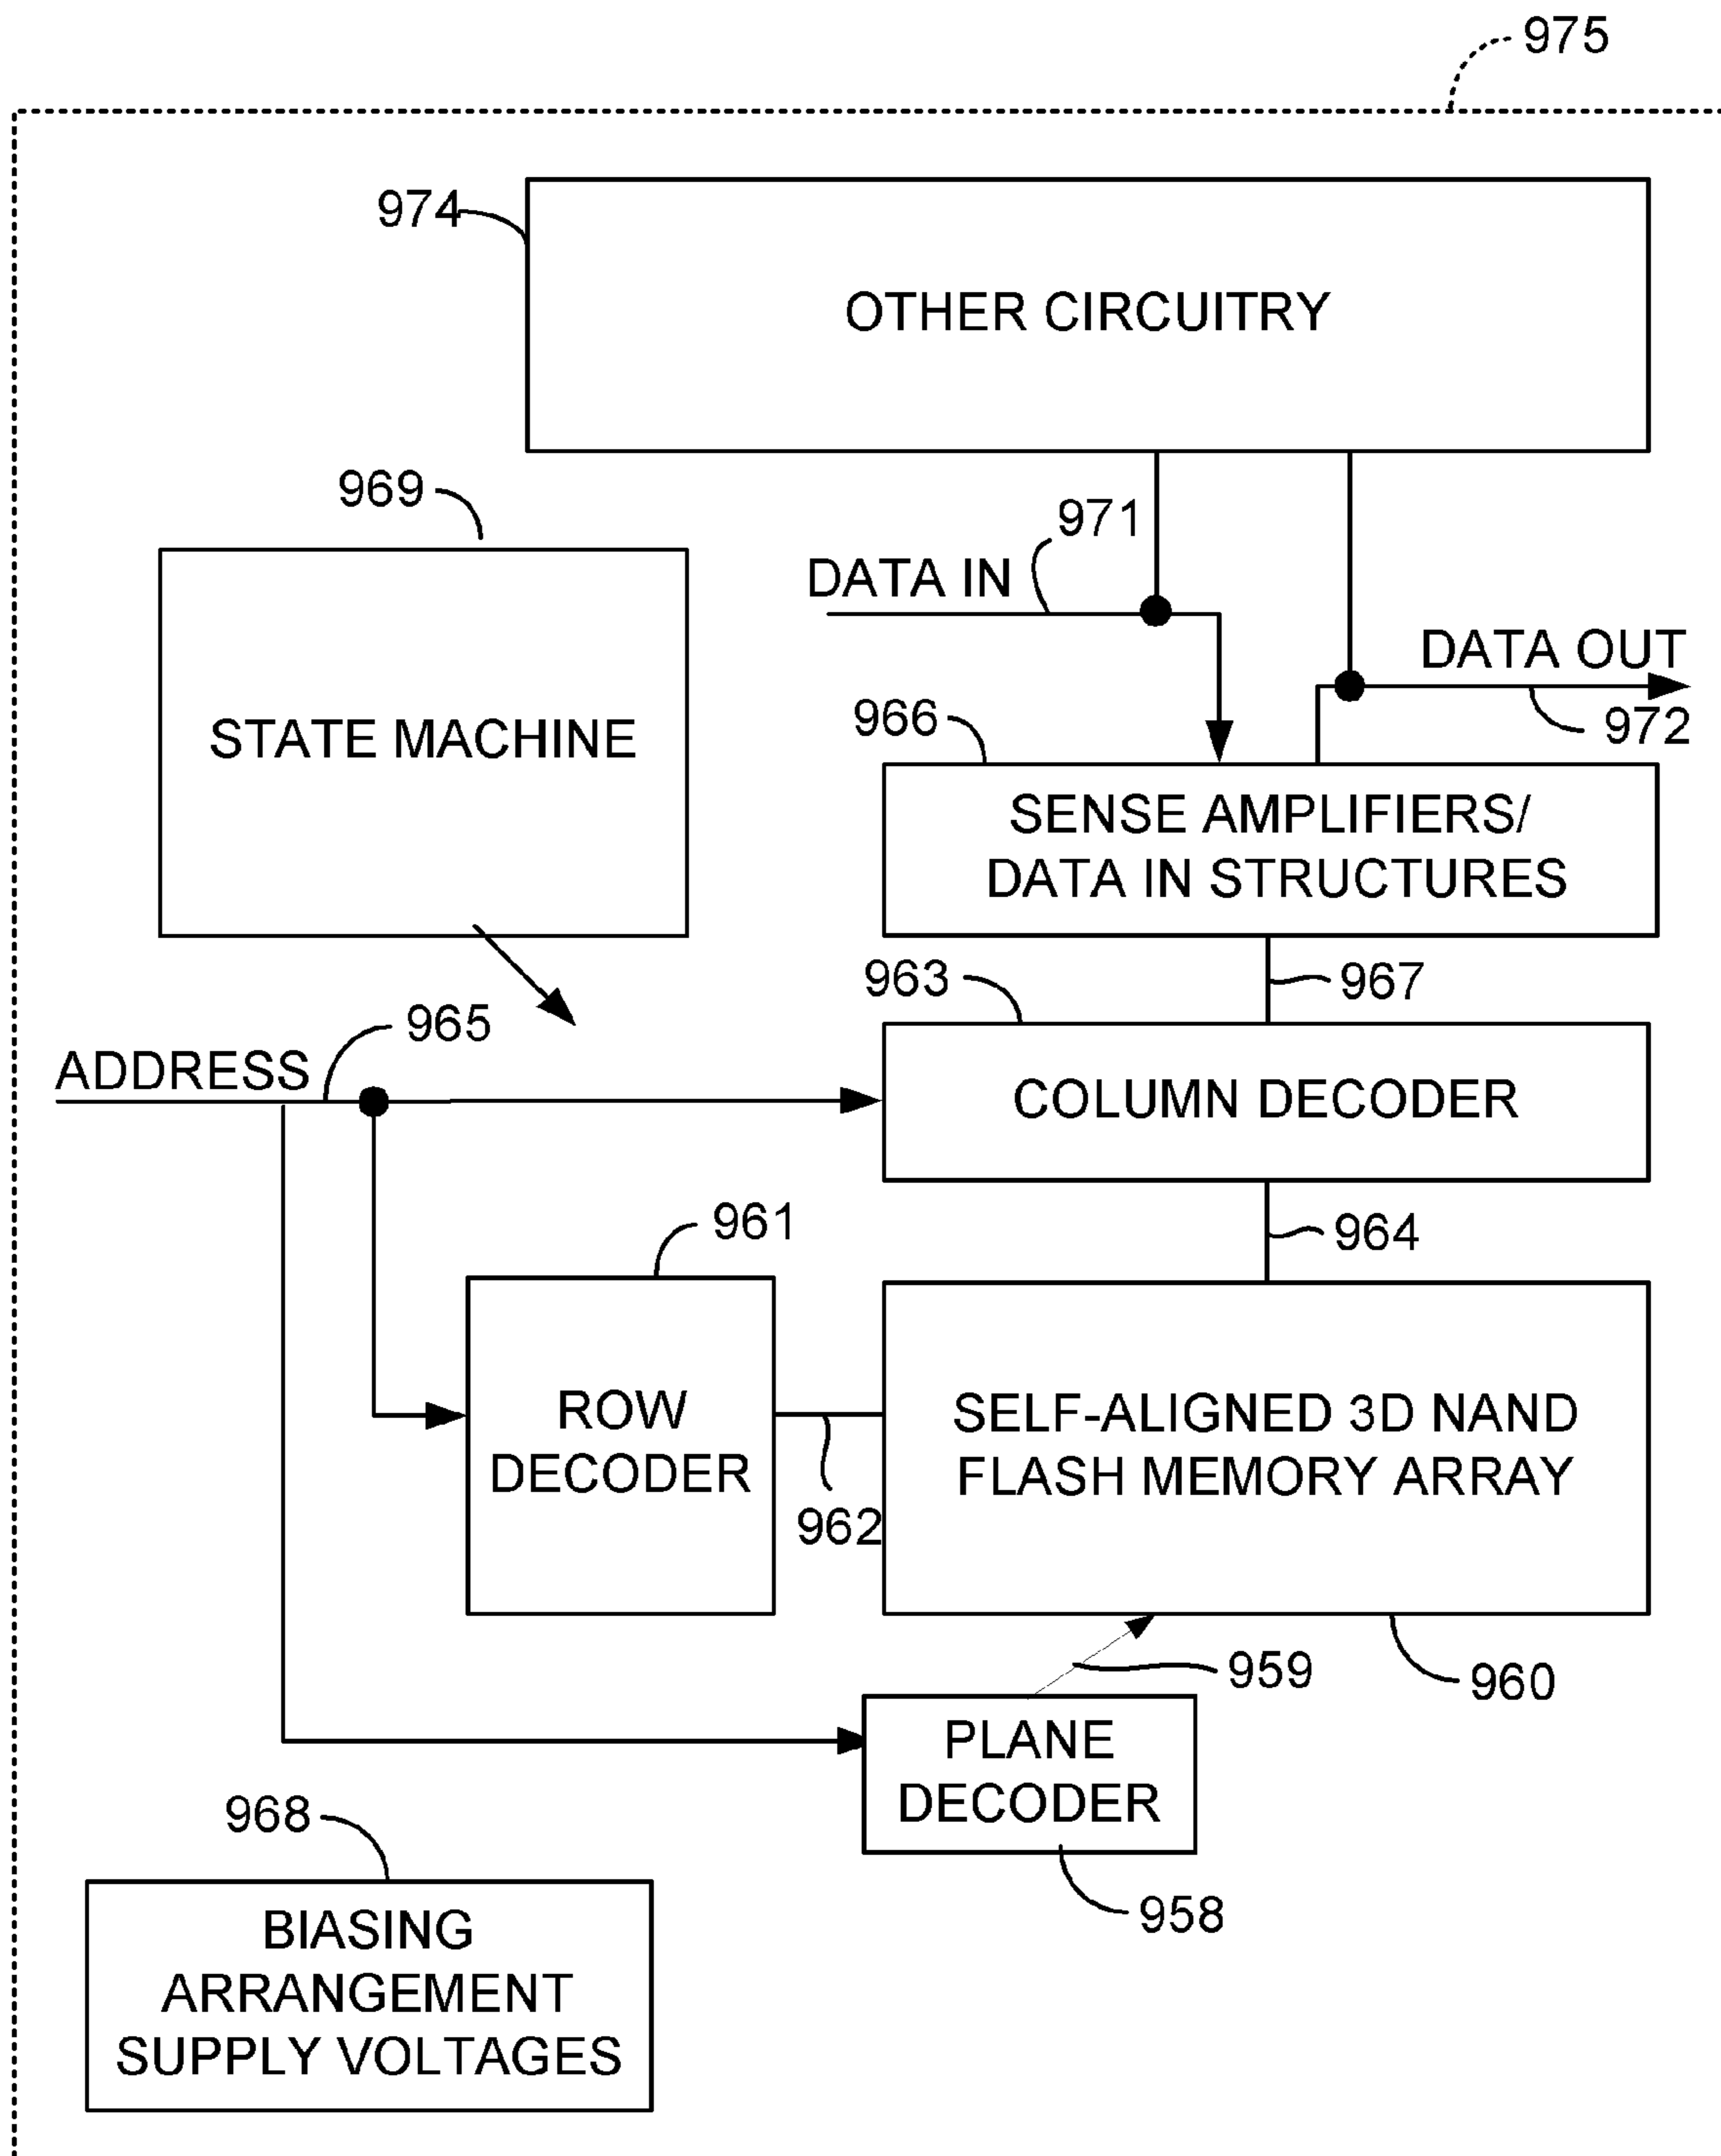 975
974
OTHER CIRCUITRY
969
971
DATA IN
DATA OUT
972
STATE MACHINE
966
SENSE AMPLIFIERS/
DATA IN STRUCTURES
963
967
965
ADDRESS
COLUMN DECODER
961
964
ROW
DECODER
962
SELF-ALIGNED 3D NAND
FLASH MEMORY ARRAY
959
960
PLANE
DECODER
958
968
BIASING
ARRANGEMENT
SUPPLY VOLTAGES